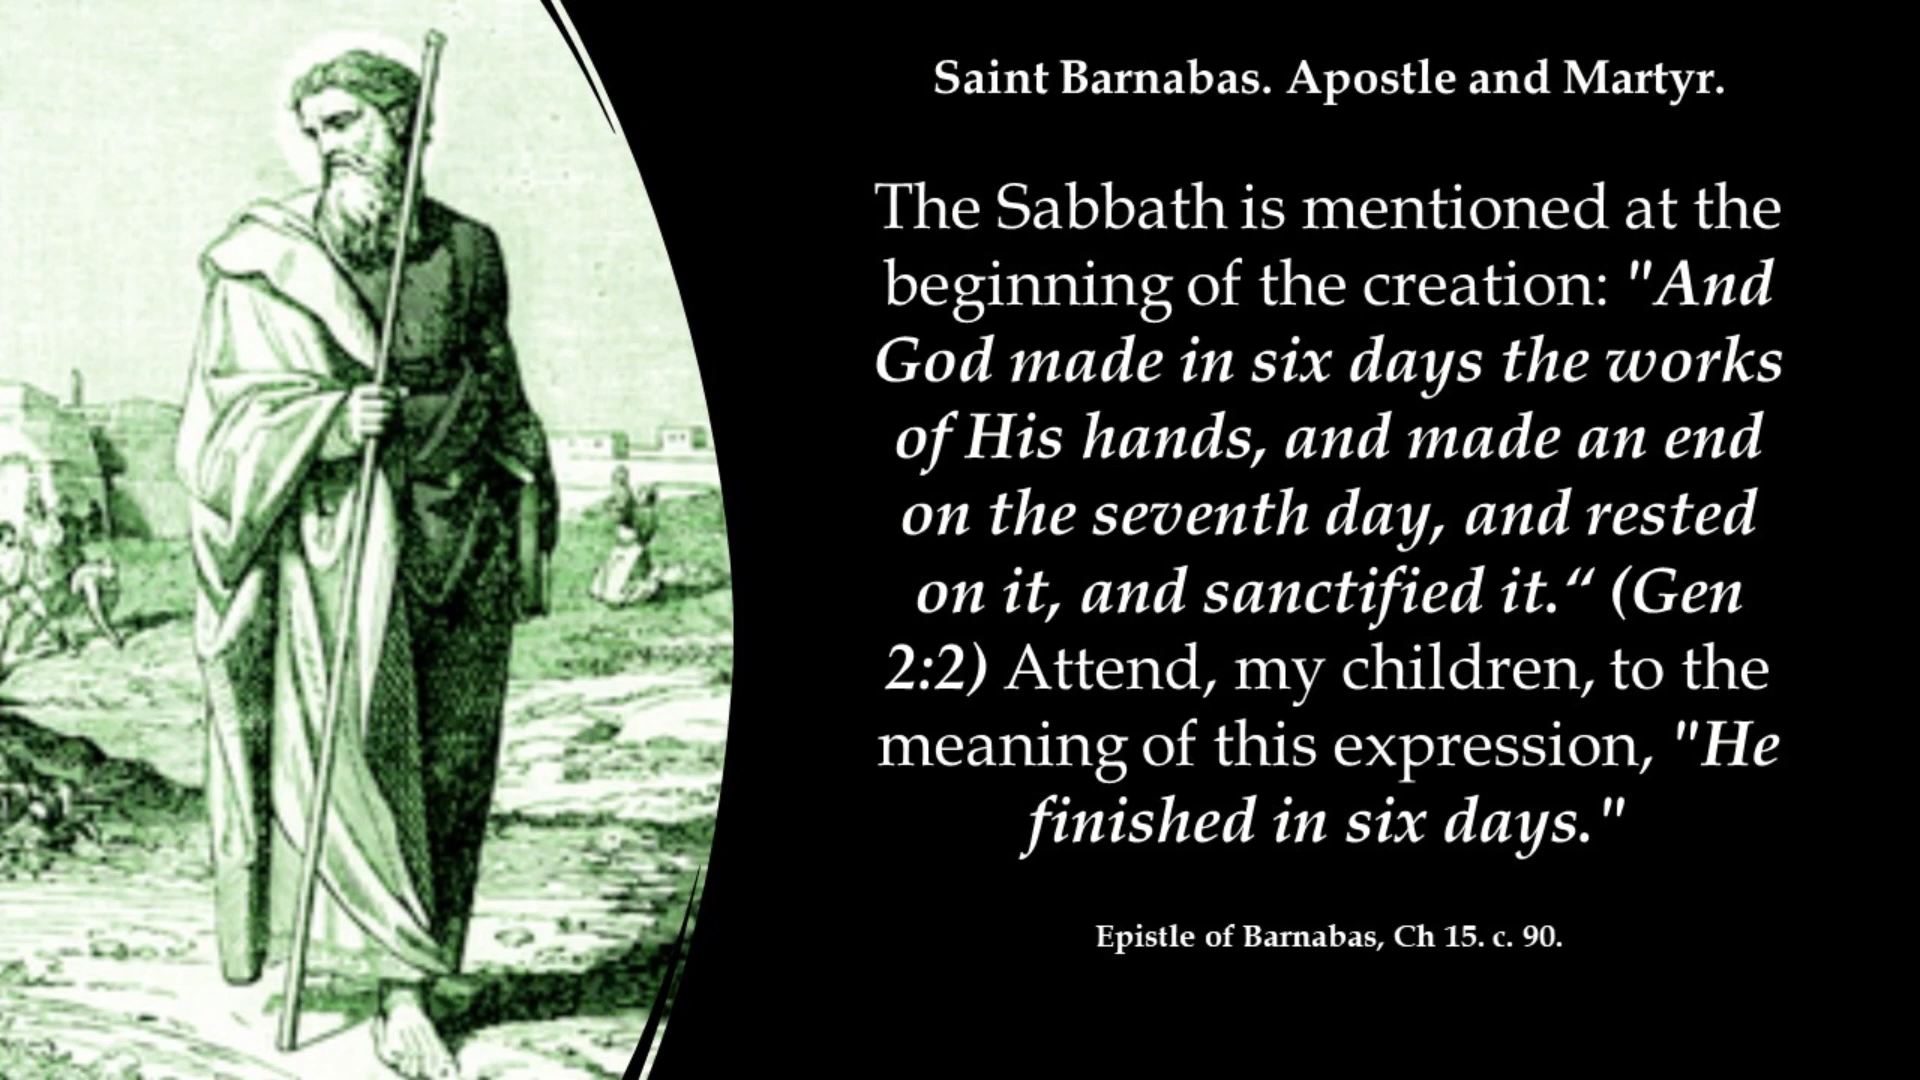 Saint Barnabas. Apostle and Martyr.
The Sabbath is mentioned at the
beginning of the creation: "And
God made in six days the works
of His hands, and made an end
on the seventh day, and rested
on it, and sanctified it.“ (Gen
2:2) Attend, my children, to the
meaning of this expression, "He
finished in six days."
Epistle of Barnabas, Ch 15. c. 90.